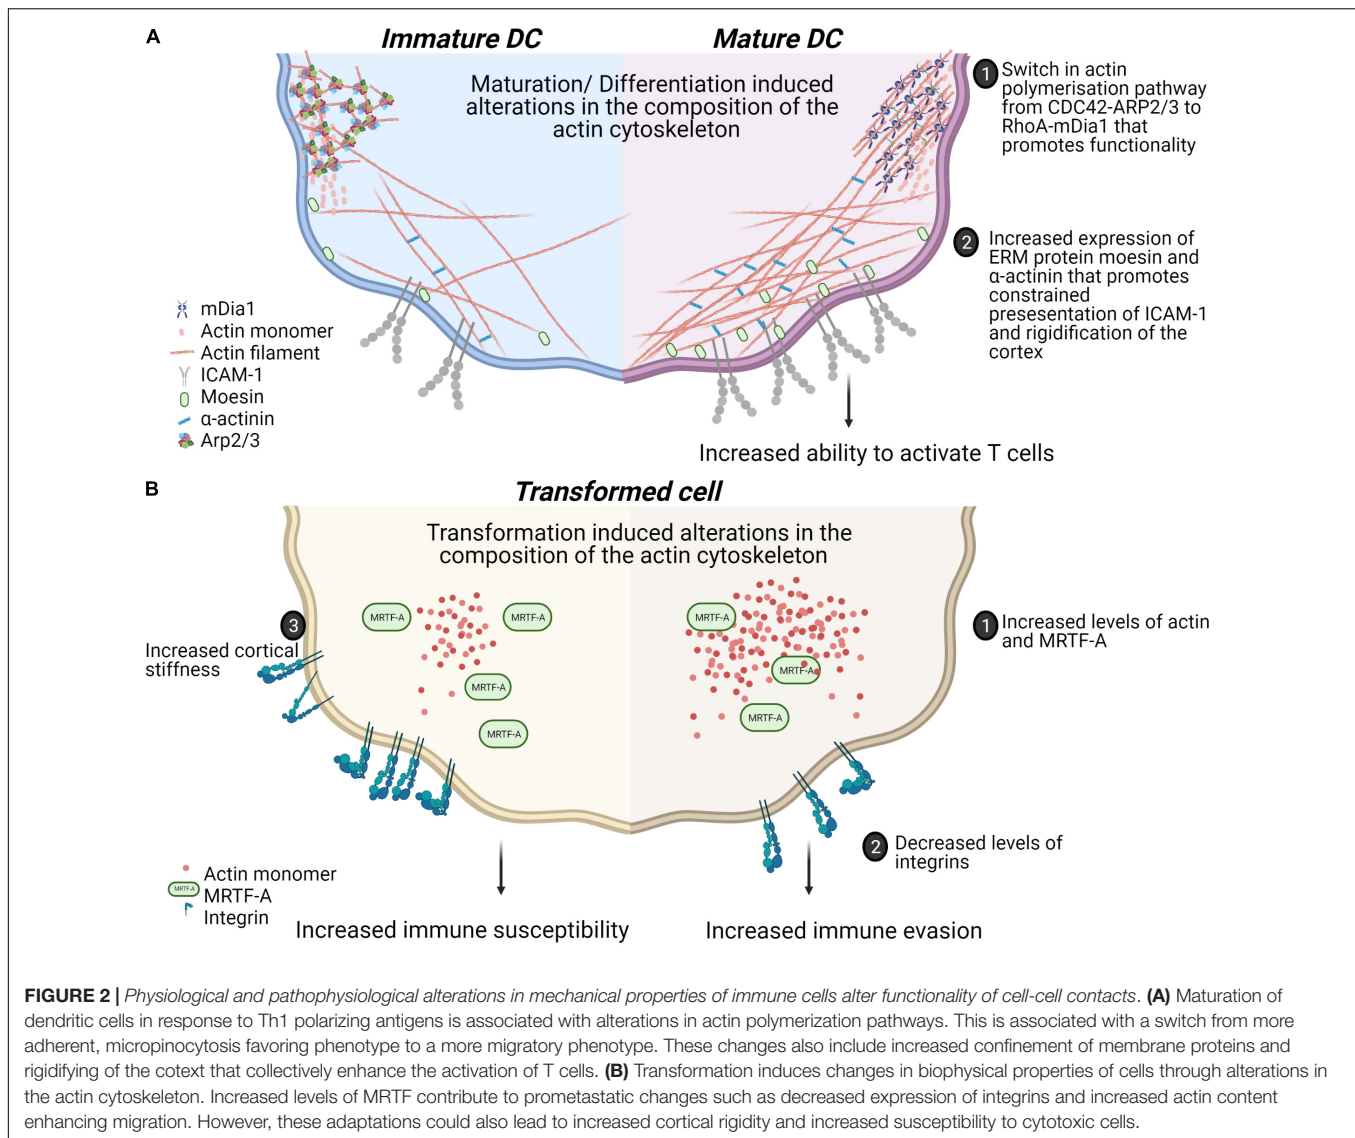 A
Immature DC
Mature DC
Maturation/ Differentiation induced
alterations in the composition of the
actin cytoskeleton
1
Switch in actin
polymerisation pathway
from CDC42-ARP2/3 to
RhoA-mDia1 that
promotes functionality
2
Increased expression of
ERM protein moesin and
α-actinin that promotes
constrained
presesentation of ICAM-1
and rigidification of the
cortex
mDia1
Actin monomer
Actin filament
ICAM-1
Moesin
α-actinin
Arp2/3
Increased ability to activate T cells
B
Transformed cell
Transformation induced alterations in the
composition of the actin cytoskeleton
MRTF-A
MRTF-A
MRTF-A
MRTF-A
MRTF-A
MRTF-A
MRTF-A
3
Increased cortical
stiffness
1
Increased levels of actin
and MRTF-A
2
Decreased levels of
integrins
Actin monomer
MRTF-A
MRTF-A
Integrin
Increased immune susceptibility
Increased immune evasion
FIGURE 2 | Physiological and pathophysiological alterations in mechanical properties of immune cells alter functionality of cell-cell contacts. (A) Maturation of
dendritic cells in response to Th1 polarizing antigens is associated with alterations in actin polymerization pathways. This is associated with a switch from more
adherent, micropinocytosis favoring phenotype to a more migratory phenotype. These changes also include increased confinement of membrane proteins and
rigidifying of the cotext that collectively enhance the activation of T cells. (B) Transformation induces changes in biophysical properties of cells through alterations in
the actin cytoskeleton. Increased levels of MRTF contribute to prometastatic changes such as decreased expression of integrins and increased actin content
enhancing migration. However, these adaptations could also lead to increased cortical rigidity and increased susceptibility to cytotoxic cells.